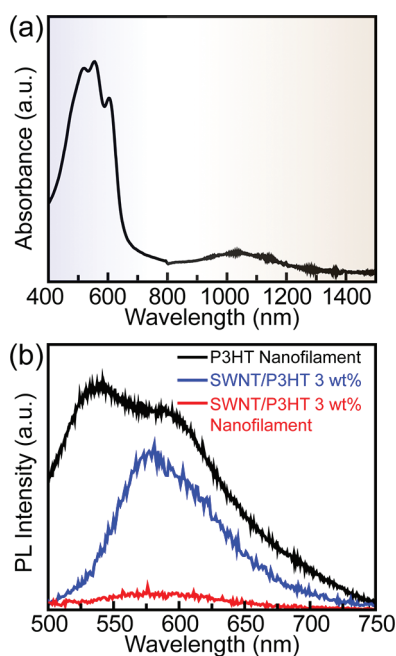 (a)
Absorbance (a.u.)
400 600 800 1000 1200 1400
Wavelength (nm)
(b)
P3HT Nanofilament
SWNT/P3HT 3 wt%
SWNT/P3HT 3 wt%
Nanofilament
PL Intensity (a.u.)
500 550 600 650 700 750
Wavelength (nm)